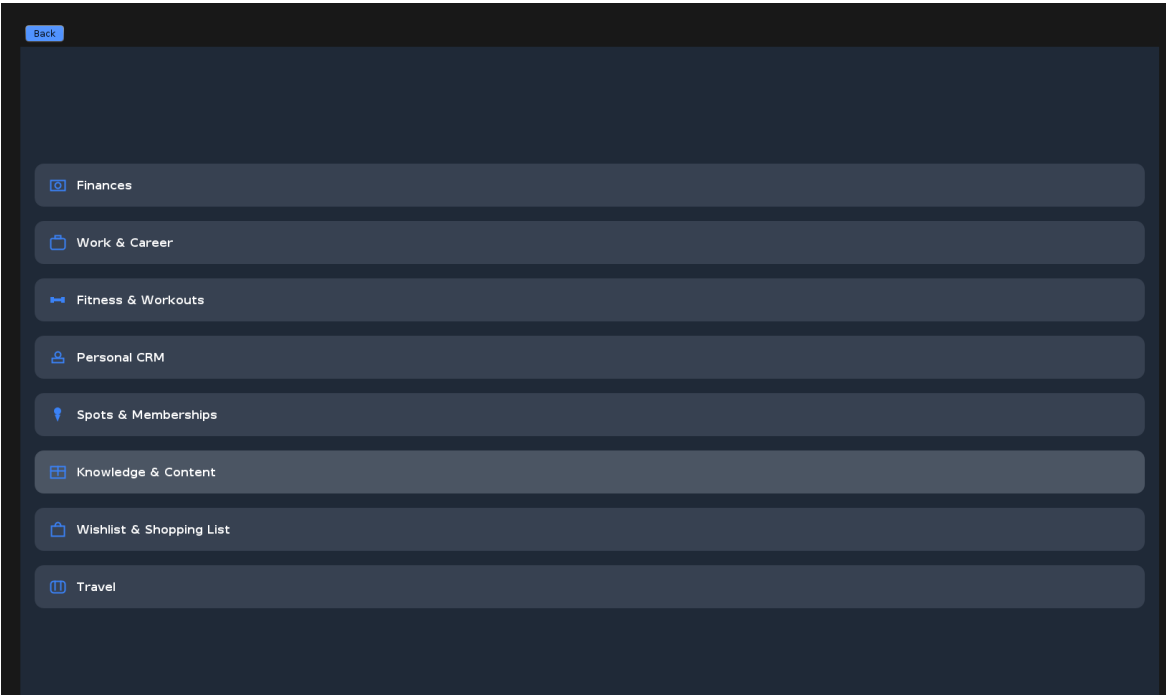 Back
Finances
Work & Career
Fitness & Workouts
Personal CRM
Spots & Memberships
Knowledge & Content
Wishlist & Shopping List
Travel